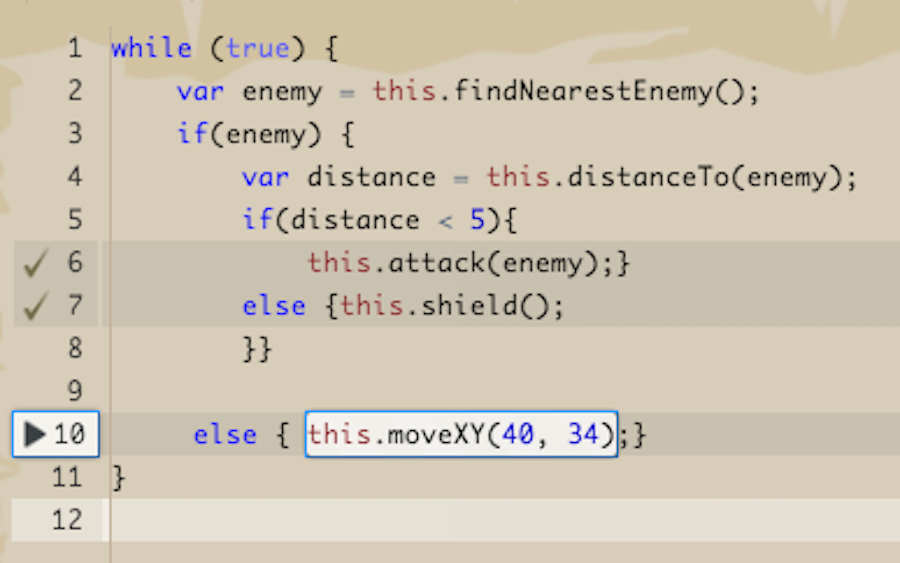 1 while (true) {
2 var enemy = this.findNearestEnemy();
3 if(enemy) {
4 var distance = this.distanceTo(enemy);
5 if(distance < 5){
6 this.attack(enemy);}
7 else {this.shield();
8 }}
9
10 else { this.moveXY(40, 34);}
11 }
12